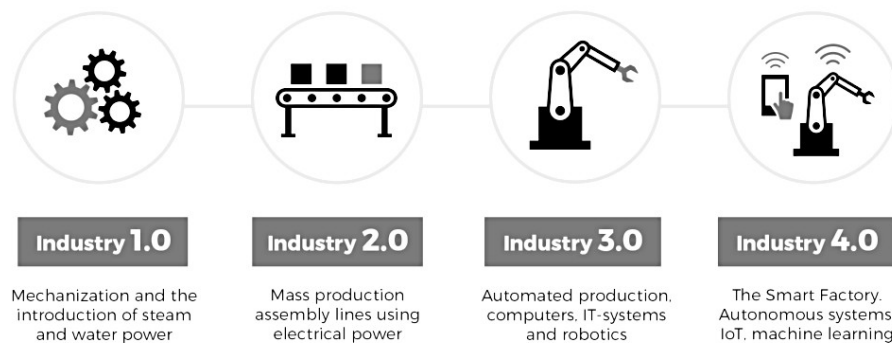 Industry 1.0
Mechanization and the
introduction of steam
and water power
Industry 2.0
Mass production
assembly lines using
electrical power
Industry 3.0
Automated production,
computers, IT-systems
and robotics
Industry 4.0
The Smart Factory.
Autonomous systems
IoT, machine learning